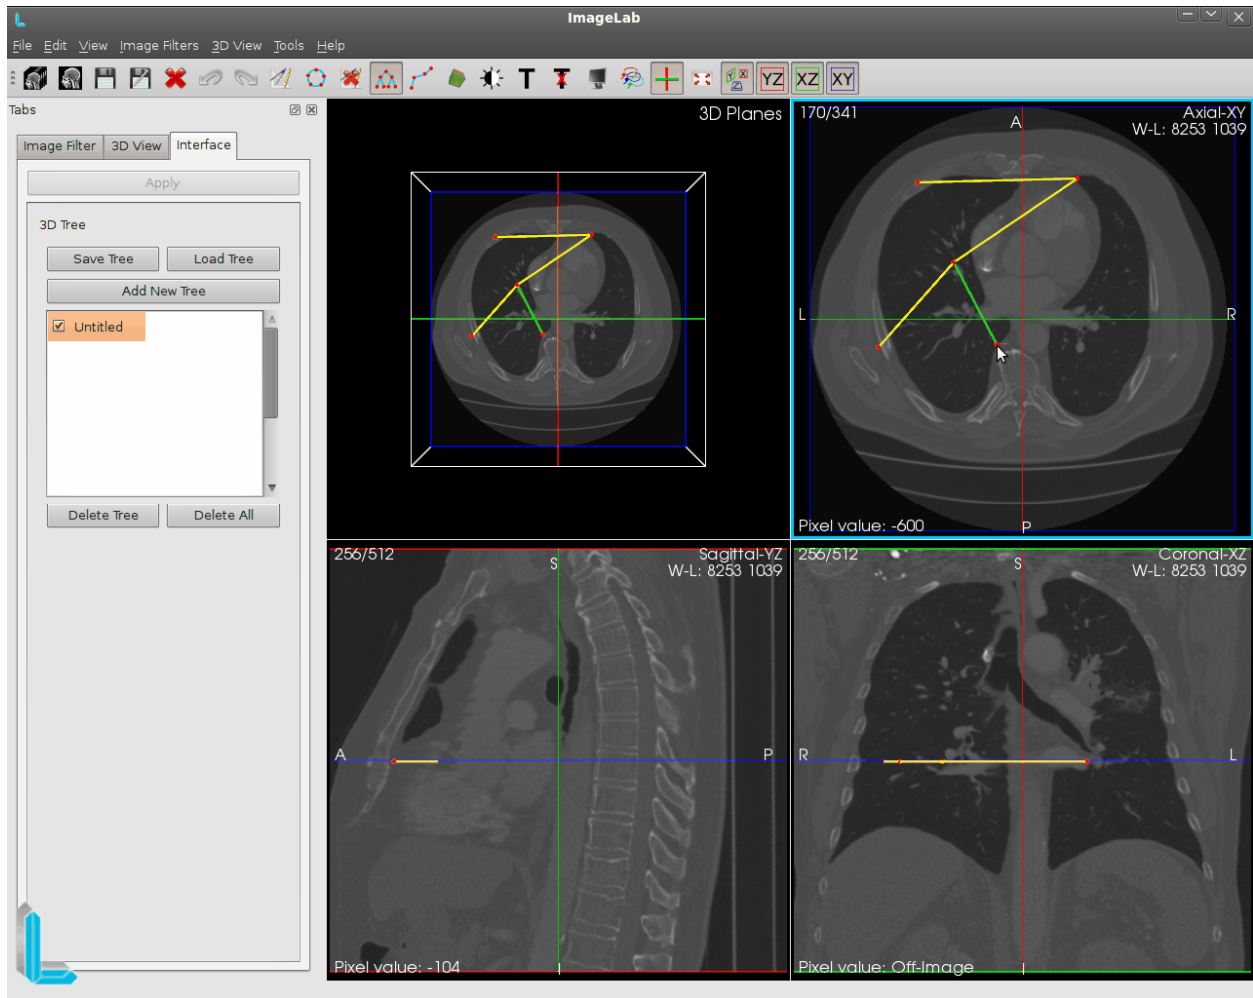 ImageLab
File Edit View Image Filters 3D View Tools Help
T T YZ XZ XY
Tabs
Image Filter 3D View Interface
Apply
3D Tree
Save Tree Load Tree
Add New Tree
Untitled
Delete Tree Delete All
3D Planes
170/341 Axial-XY
A W-L: 8253 1039
L R
Pixel value: -600 P
256/512 Sagittal-YZ
S W-L: 8253 1039
A P
Pixel value: -104 I
256/512 Coronal-XZ
S W-L: 8253 1039
R L
Pixel value: Off-Image I